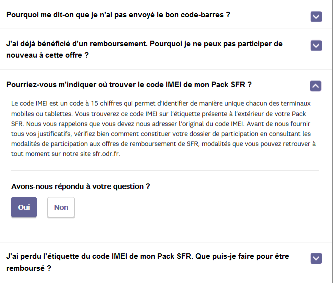 Pourquoi me dit-on que je n'ai pas envoyé le bon code-barres ?
J'ai déjà bénéficié d'un remboursement. Pourquoi je ne peux pas participer de
nouveau à cette offre ?
Pourriez-vous m'indiquer où trouver le code IMEI de mon Pack SFR ?
Le code IMEI est un code à 15 chiffres qui permet d'identifier de manière unique chacun des terminaux
mobiles ou tablettes. Vous trouverez ce code IMEI sur l'étiquette présente à l'extérieur de votre Pack
SFR. Nous vous rappelons que vous devez nous adresser l'original du code IMEI. Avant de nous fournir
tous vos justificatifs, vérifiez bien comment constituer votre dossier de participation en consultant les
modalités de participation aux offres de remboursement de SFR, modalités que vous pouvez retrouver à
tout moment sur notre site sfr.odr.fr.
Avons-nous répondu à votre question ?
Oui
Non
J'ai perdu l'étiquette du code IMEI de mon Pack SFR. Que puis-je faire pour être
remboursé ?